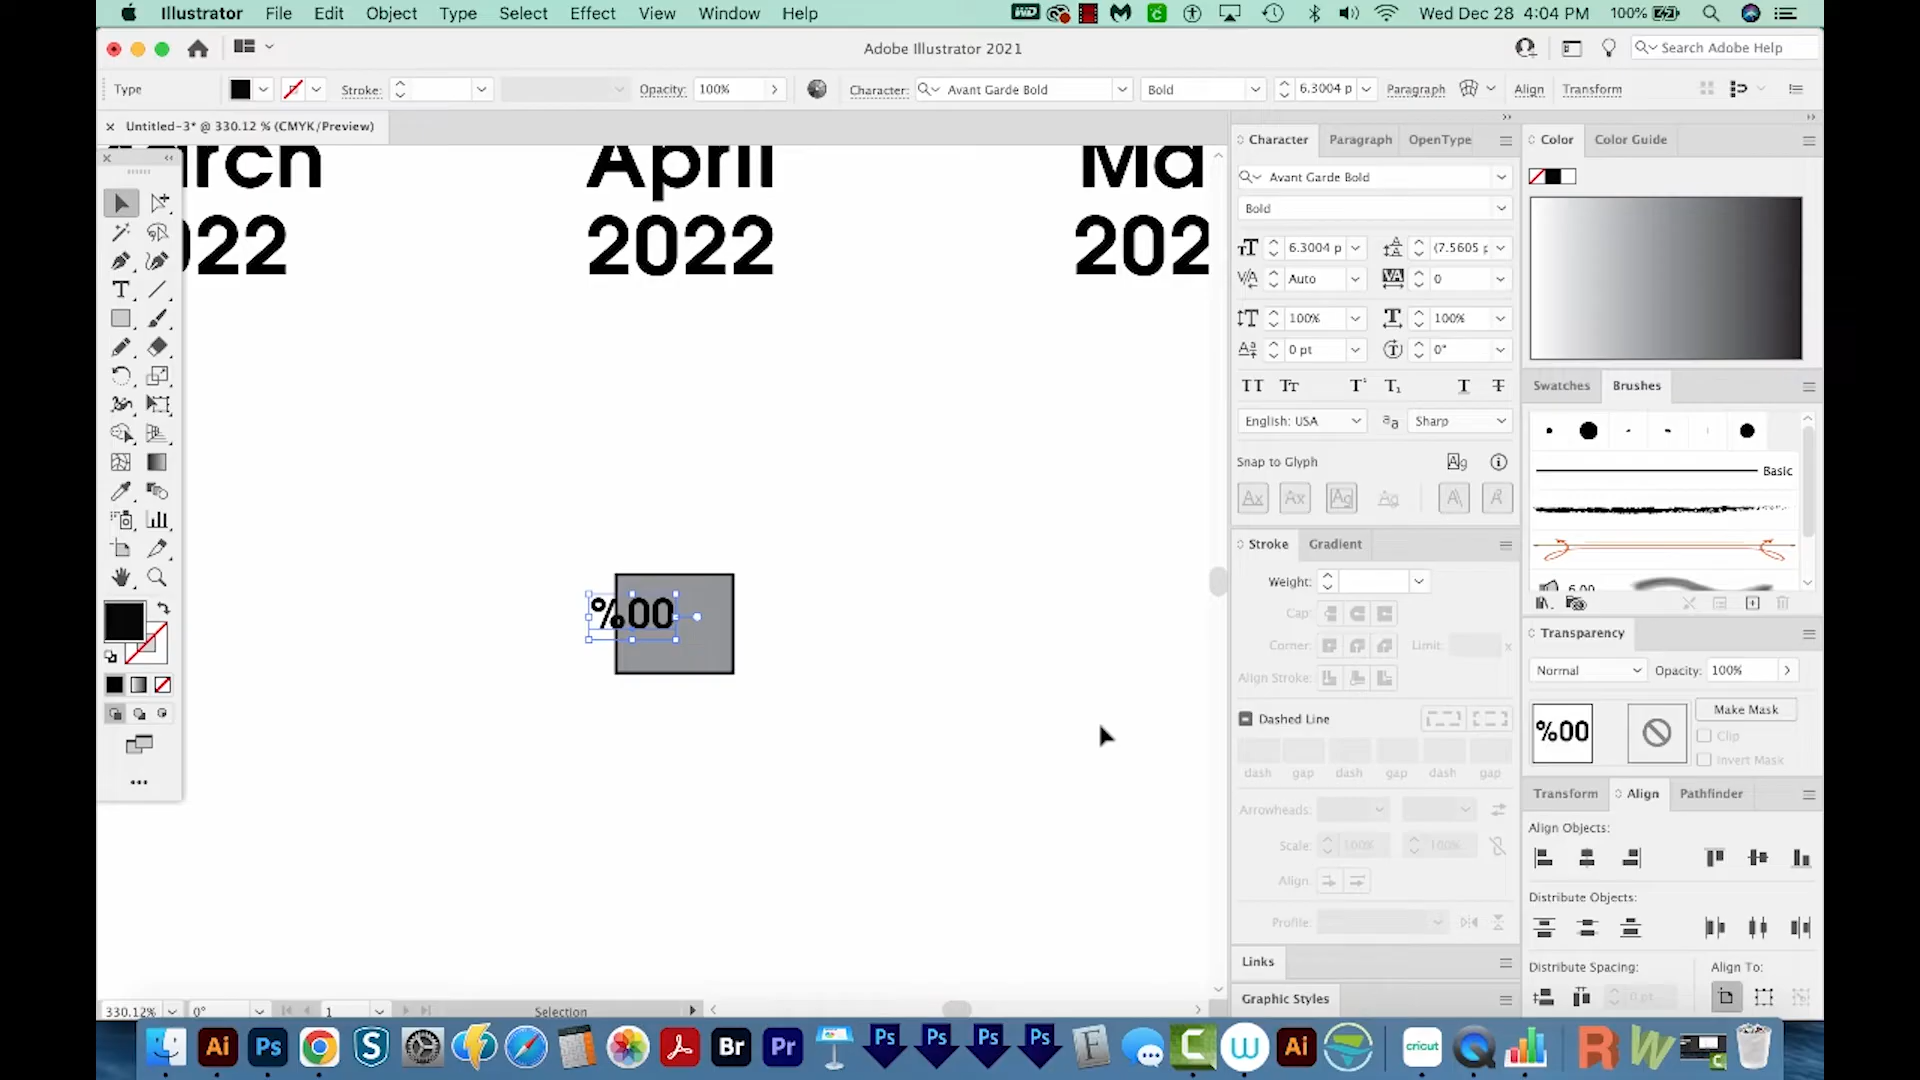 Illustrator File Edit Object Type Select Effect View Window Help Wed Dec 28 4:04 PM 100%
Adobe Illustrator 2021
Search Adobe Help
Type Stroke: Opacity: 100% Character: Avant Garde Bold Bold 6.3004 p Paragraph Align Transform
Untitled-3* @ 330.12 % (CMYK/Preview)
arch April Ma
022 2022 202
%00
Character Paragraph OpenType
Avant Garde Bold
Bold
6.3004 p (7.5605 p
Auto 0
100% 100%
0 pt 0°
English: USA Sharp
Snap to Glyph
Stroke Gradient
Weight:
Cap:
Corner: Limit: x
Align Stroke:
Dashed Line
dash gap dash gap dash gap
Arrowheads:
Scale: 100% 100%
Align:
Profile:
Links
Graphic Styles
Color Color Guide
Swatches Brushes
Basic
6.00
Transparency
Normal Opacity: 100%
%00 Make Mask
Clip
Invert Mask
Transform Align Pathfinder
Align Objects:
Distribute Objects:
Distribute Spacing: Align To:
0 pt
330.12% 0° 1 Selection
Ai Ps S Br Pr Ps Ps Ps Ps F C W Ai cricut R W